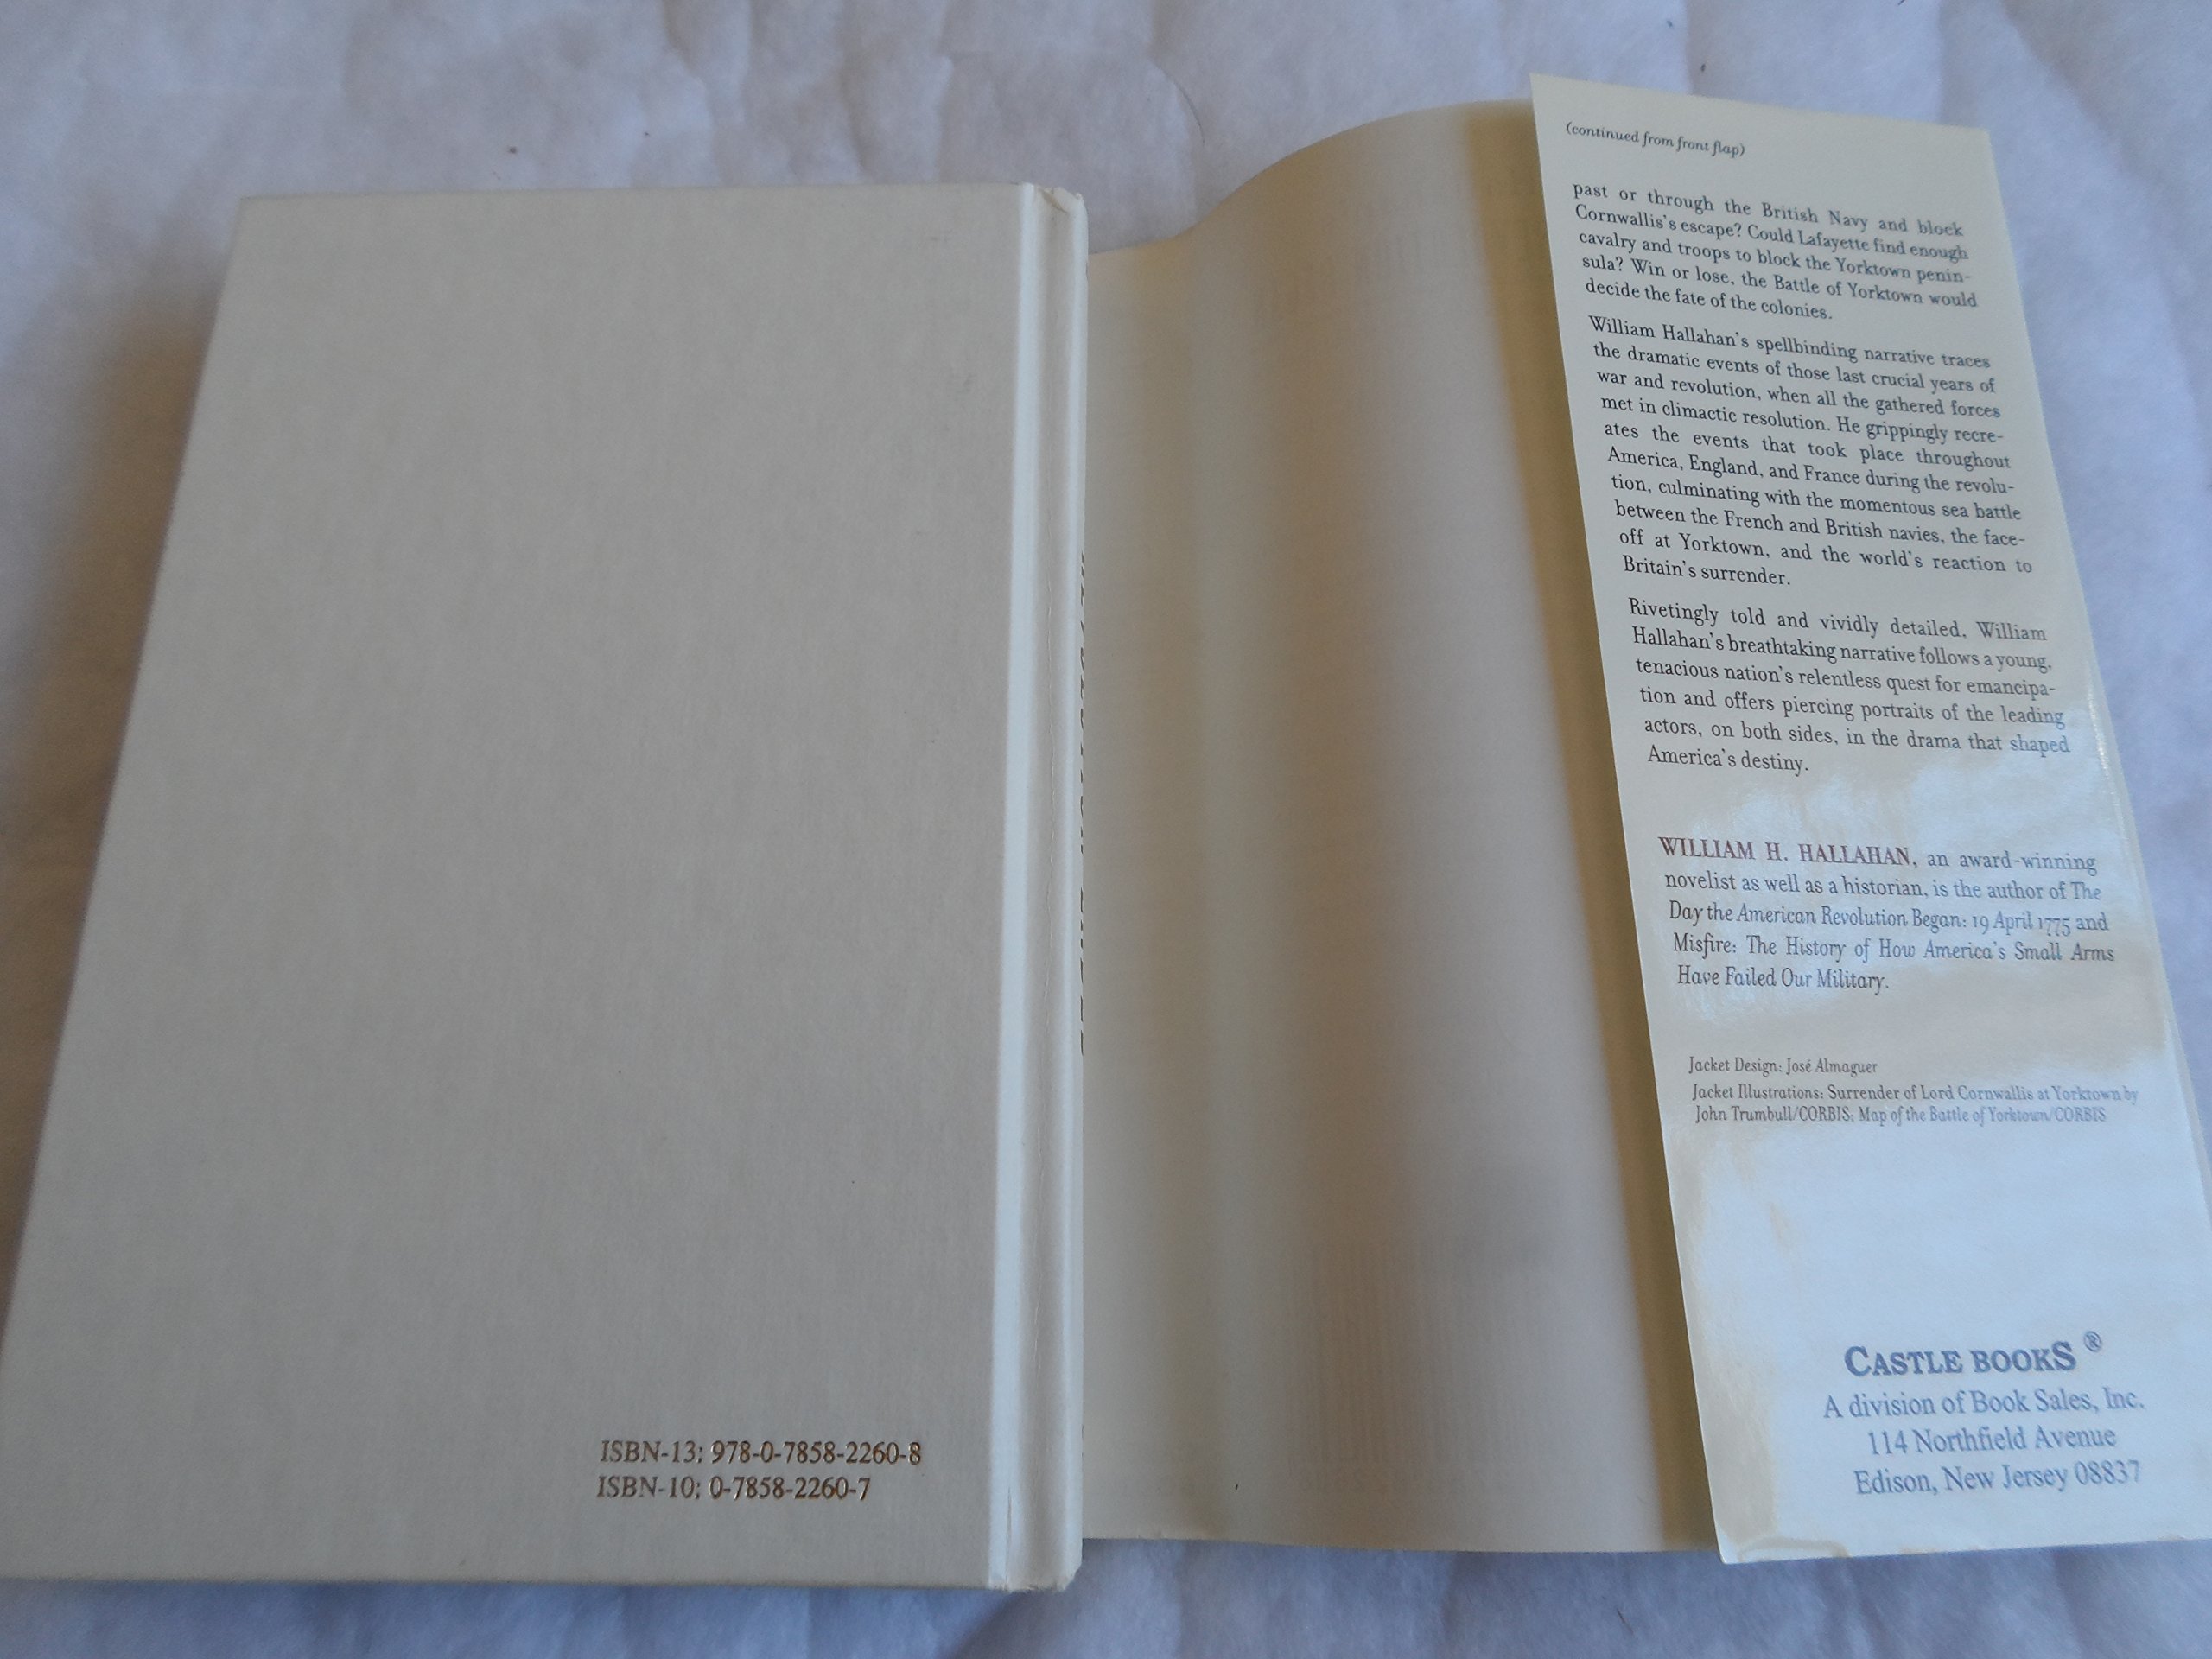 (continued from front flap)
past or through the British Navy and block
Cornwallis's escape? Could Lafayette find enough
cavalry and troops to block the Yorktown penin-
sula? Win or lose, the Battle of Yorktown would
decide the fate of the colonies.
William Hallahan's spellbinding narrative traces
the dramatic events of those last crucial years of
war and revolution, when all the gathered forces
met in climactic resolution. He grippingly recre-
ates the events that took place throughout
America, England, and France during the revolu-
tion, culminating with the momentous sea battle
between the French and British navies, the face-
off at Yorktown, and the world's reaction to
Britain's surrender.
Rivetingly told and vividly detailed, William
Hallahan's breathtaking narrative follows a young,
tenacious nation's relentless quest for emancipa-
tion and offers piercing portraits of the leading
actors, on both sides, in the drama that shaped
America's destiny.
WILLIAM H. HALLAHAN, an award-winning
novelist as well as a historian, is the author of The
Day the American Revolution Began: 19 April 1775 and
Misfire: The History of How America's Small Arms
Have Failed Our Military.
Jacket Design: José Almaguer
Jacket Illustrations: Surrender of Lord Cornwallis at Yorktown by
John Trumbull/CORBIS; Map of the Battle of Yorktown/CORBIS
CASTLE BOOKS ®
A division of Book Sales, Inc.
114 Northfield Avenue
Edison, New Jersey 08837
ISBN-13: 978-0-7858-2260-8
ISBN-10: 0-7858-2260-7